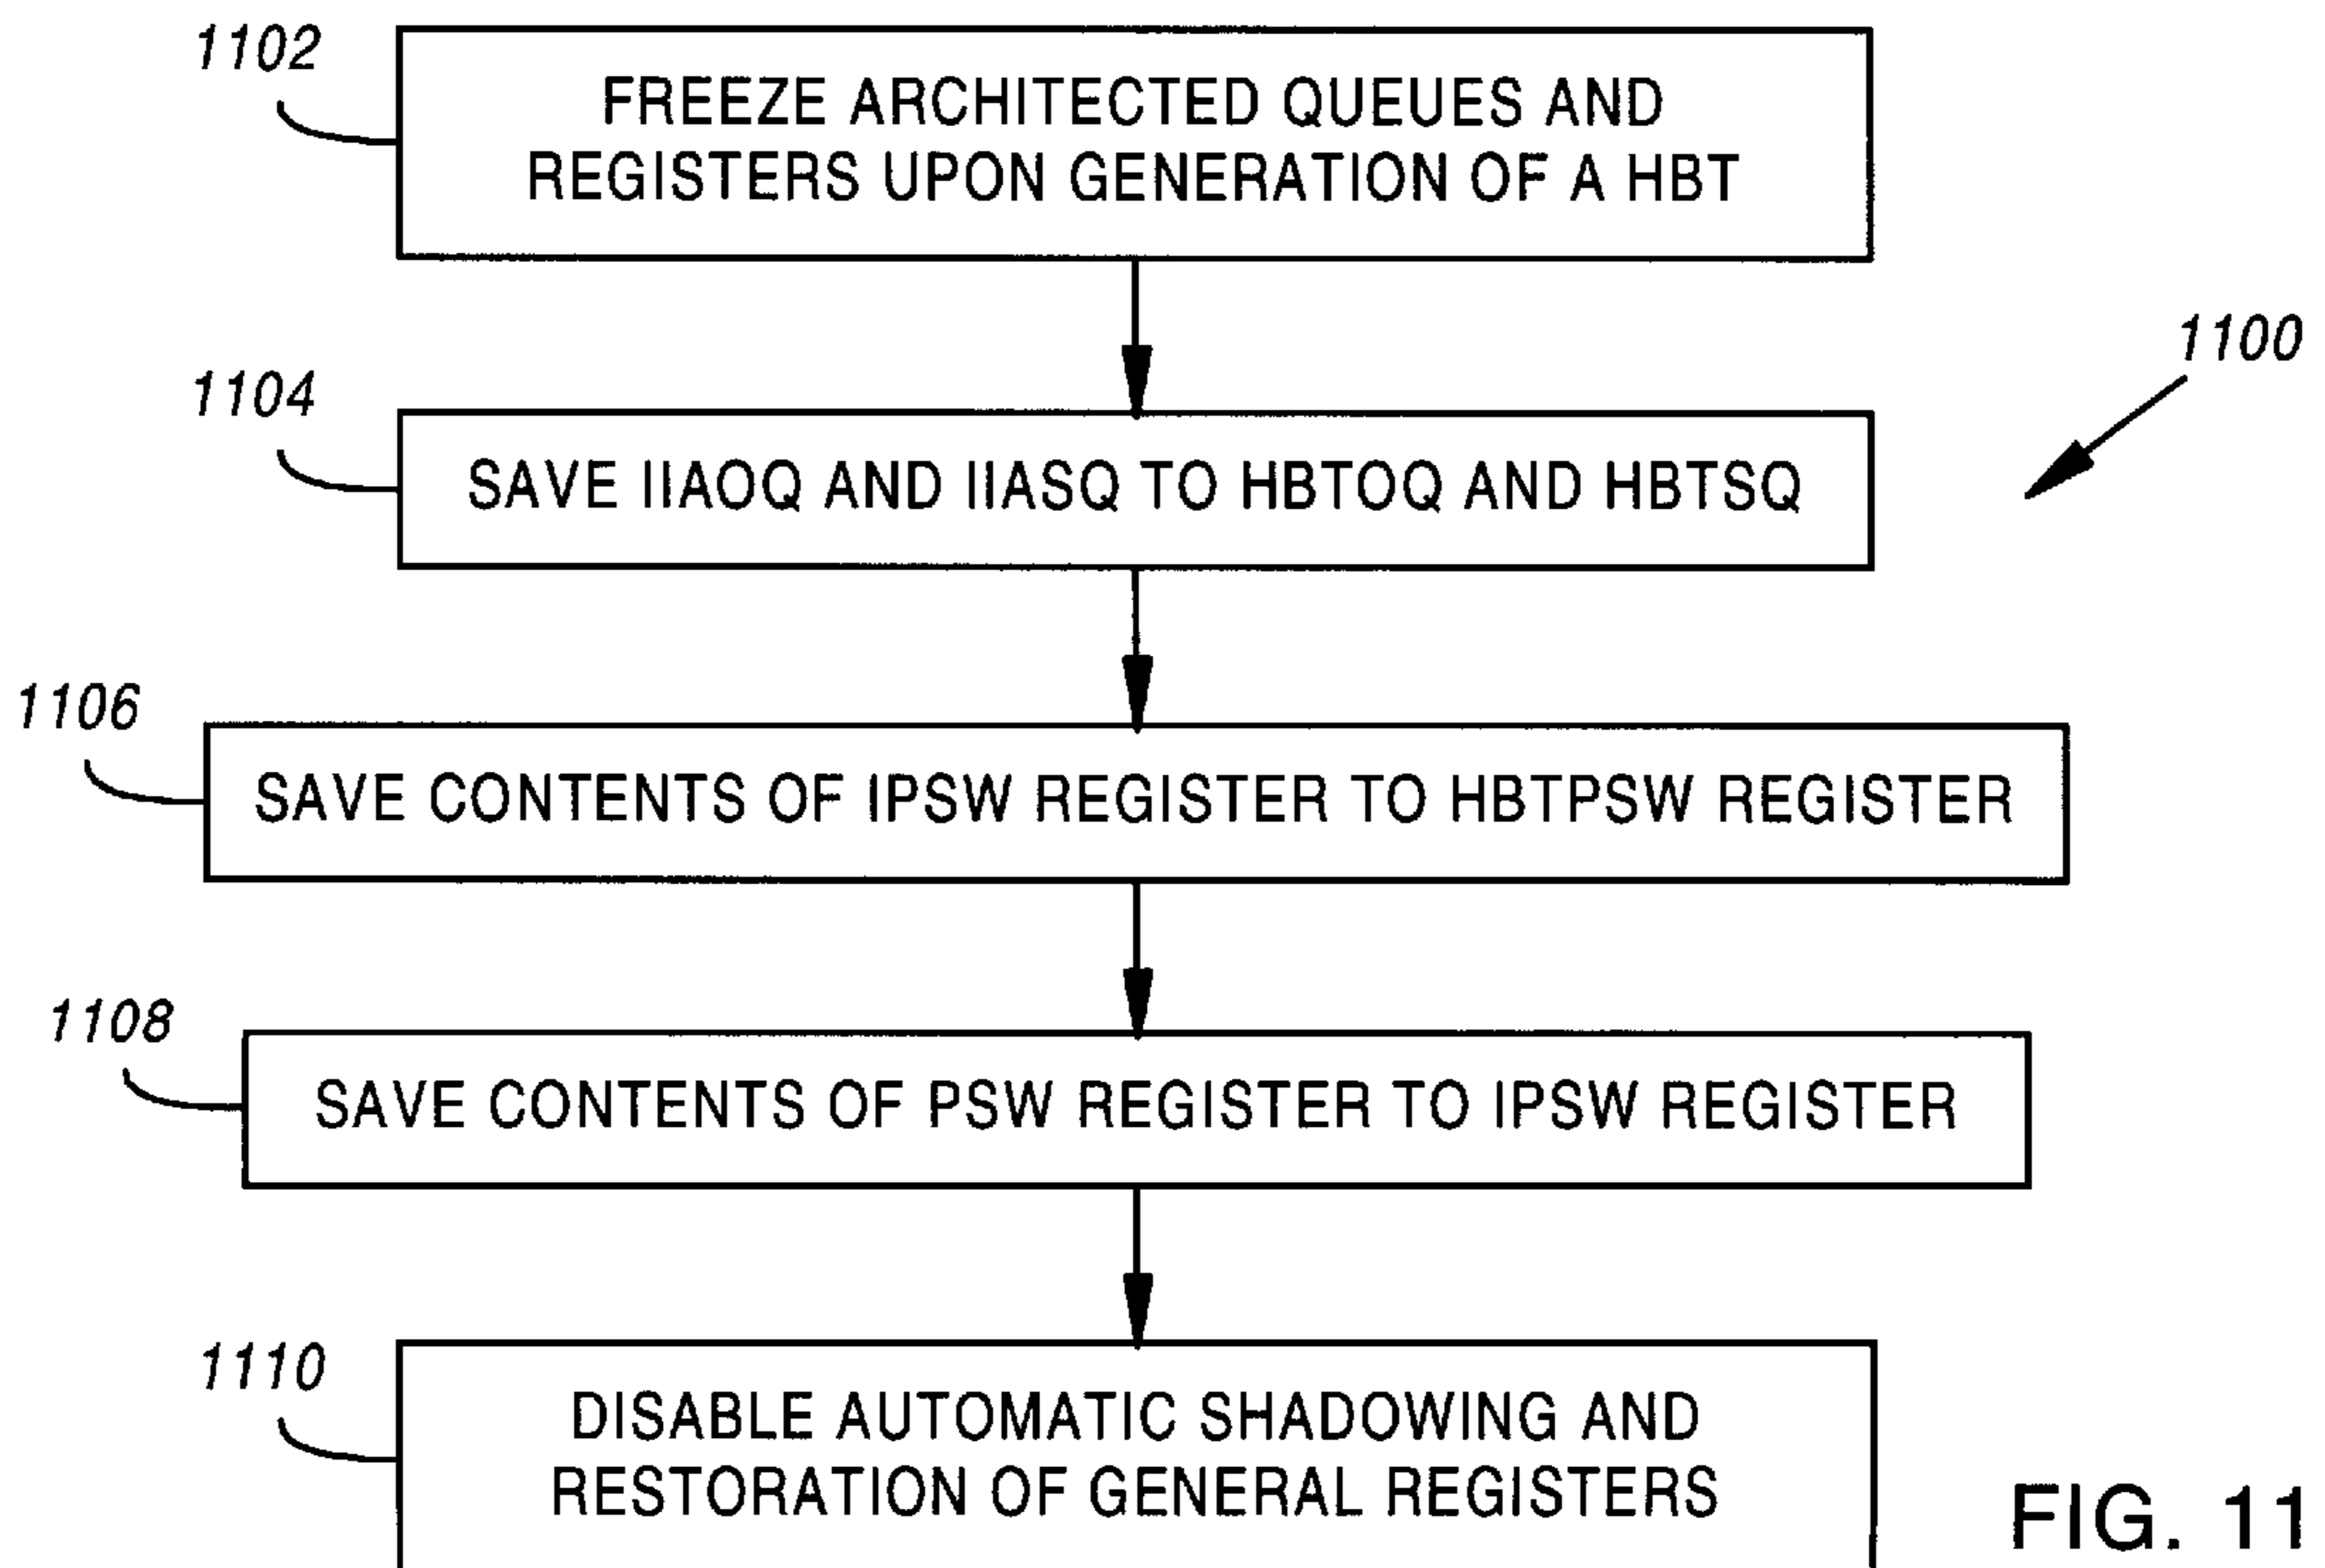 1102
FREEZE ARCHITECTED QUEUES AND
REGISTERS UPON GENERATION OF A HBT
1100
1104
SAVE IIAOQ AND IIASQ TO HBTOQ AND HBTSQ
1106
SAVE CONTENTS OF IPSW REGISTER TO HBTPSW REGISTER
1108
SAVE CONTENTS OF PSW REGISTER TO IPSW REGISTER
1110
DISABLE AUTOMATIC SHADOWING AND
RESTORATION OF GENERAL REGISTERS
FIG. 11